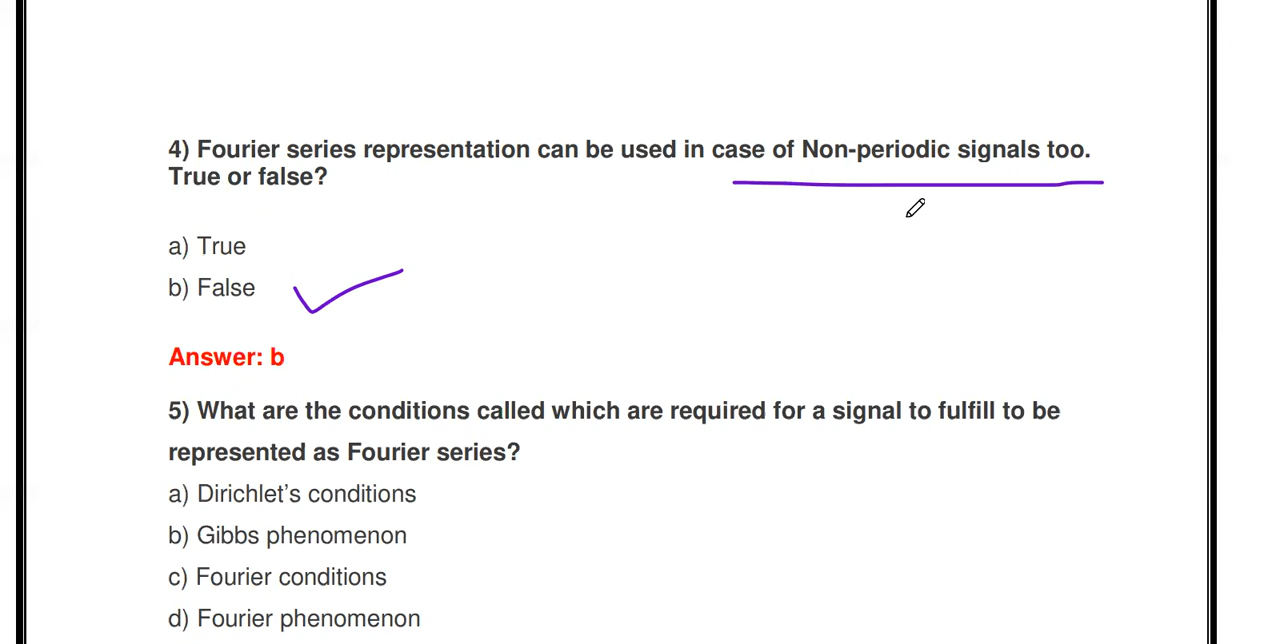 4) Fourier series representation can be used in case of Non-periodic signals too.
True or false?
a) True
b) False
Answer: b
5) What are the conditions called which are required for a signal to fulfill to be
represented as Fourier series?
a) Dirichlet’s conditions
b) Gibbs phenomenon
c) Fourier conditions
d) Fourier phenomenon